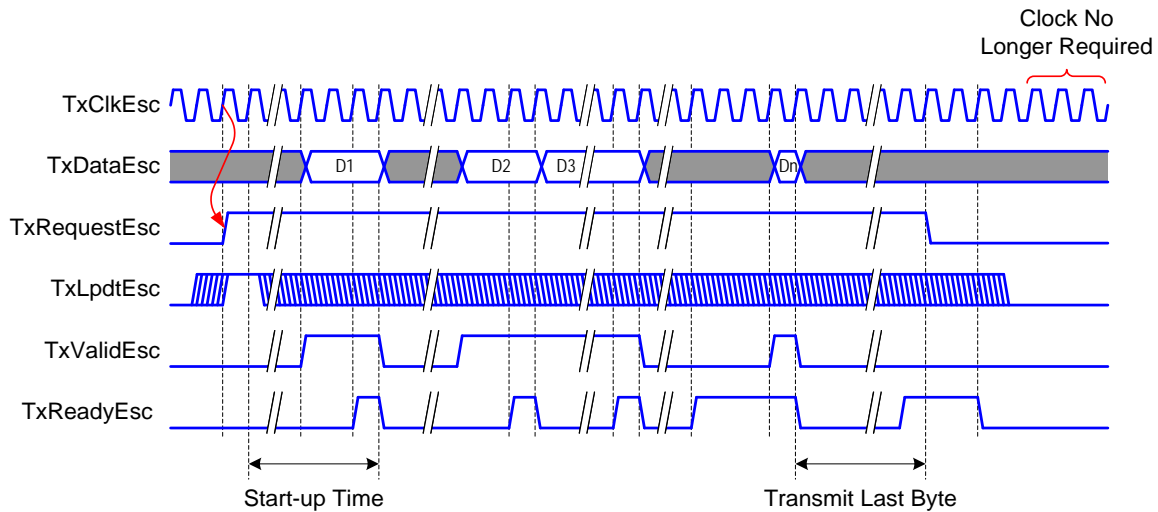 Clock No
Longer Required
TxClkEsc
TxDataEsc
D1
D2
D3
Dn
TxRequestEsc
TxLpdtEsc
TxValidEsc
TxReadyEsc
Start-up Time
Transmit Last Byte